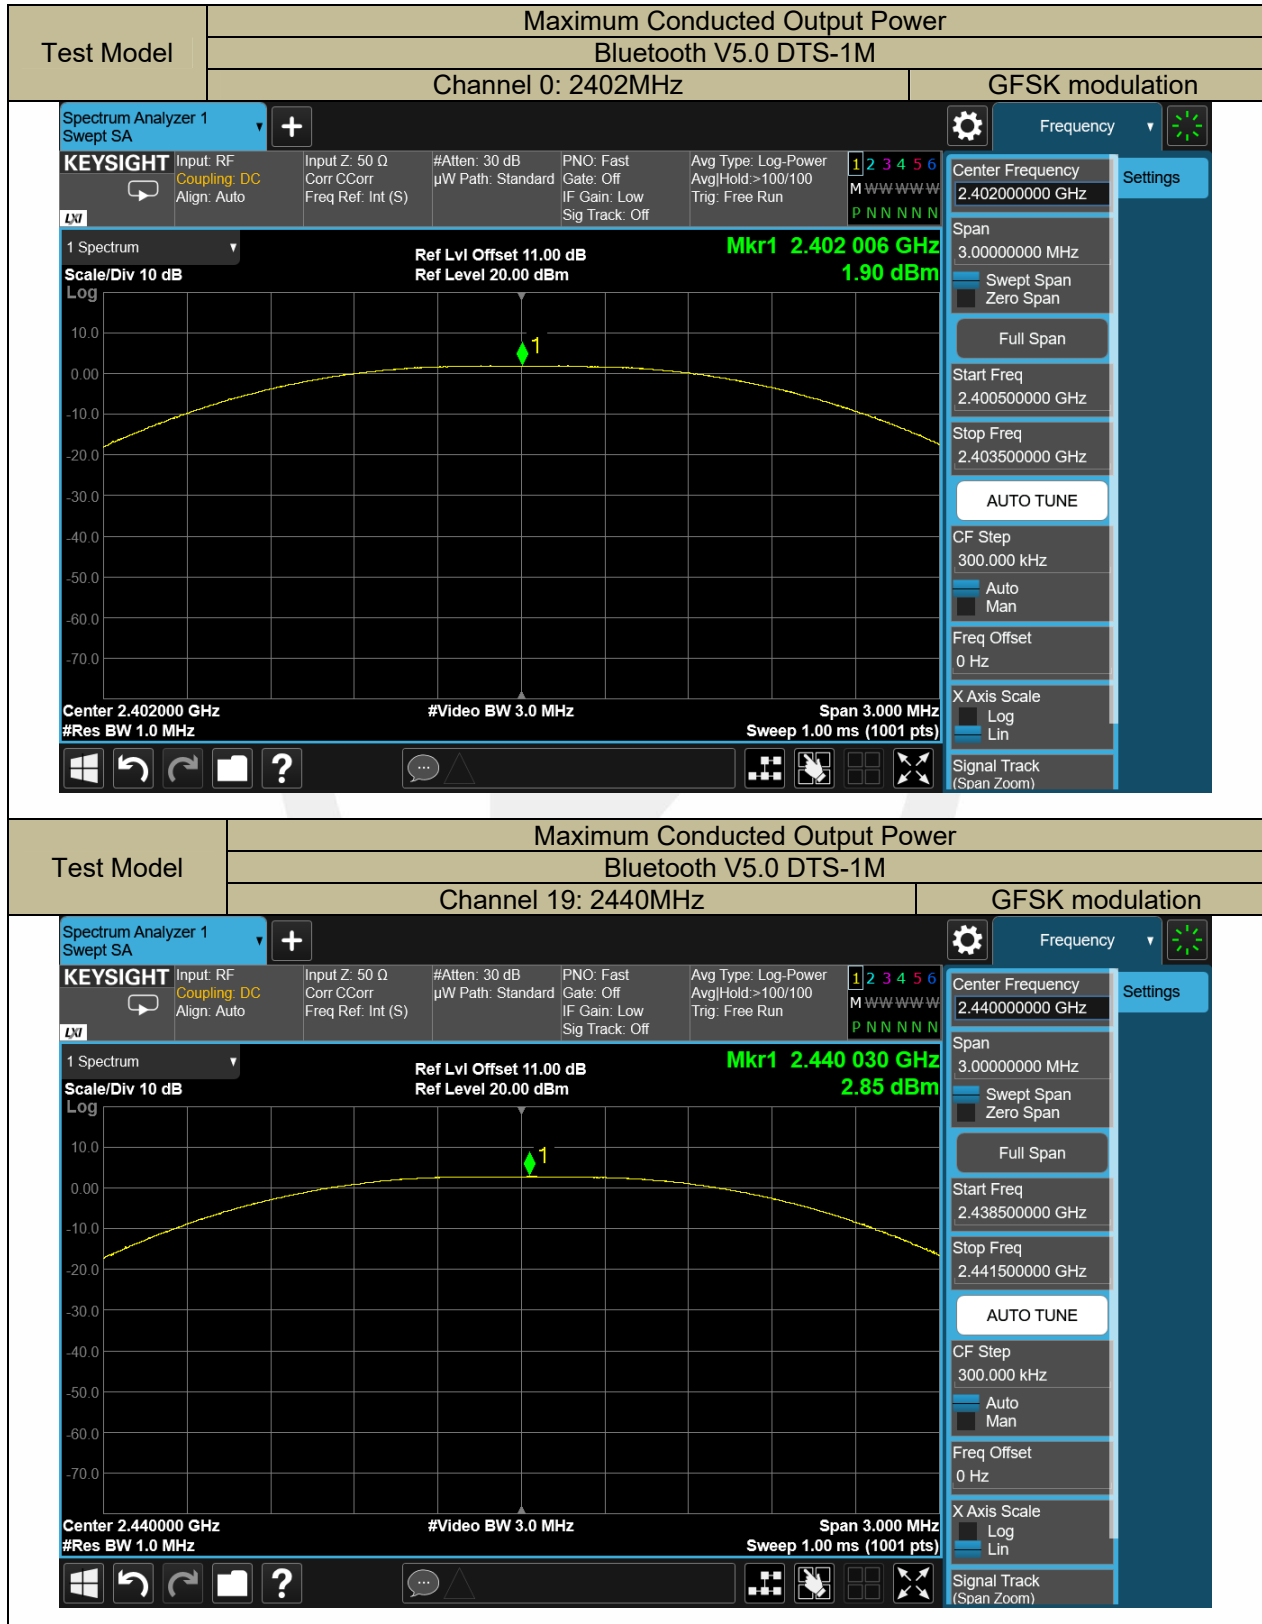 Test Model
Maximum Conducted Output Power
Bluetooth V5.0 DTS-1M
Channel 0: 2402MHz
GFSK modulation
Spectrum Analyzer 1
Swept SA
Frequency
KEYSIGHT
LXI
Input: RF
Coupling: DC
Align: Auto
Input Z: 50 Ω
Corr CCorr
Freq Ref: Int (S)
#Atten: 30 dB
µW Path: Standard
PNO: Fast
Gate: Off
IF Gain: Low
Sig Track: Off
Avg Type: Log-Power
Avg|Hold:>100/100
Trig: Free Run
1 2 3 4 5 6
M W W W W W
P N N N N N
1 Spectrum
Scale/Div 10 dB
Log
Ref Lvl Offset 11.00 dB
Ref Level 20.00 dBm
Mkr1 2.402 006 GHz
1.90 dBm
10.0
0.00
-10.0
-20.0
-30.0
-40.0
-50.0
-60.0
-70.0
1
Center 2.402000 GHz
#Res BW 1.0 MHz
#Video BW 3.0 MHz
Span 3.000 MHz
Sweep 1.00 ms (1001 pts)
Center Frequency
2.402000000 GHz
Settings
Span
3.00000000 MHz
Swept Span
Zero Span
Full Span
Start Freq
2.400500000 GHz
Stop Freq
2.403500000 GHz
AUTO TUNE
CF Step
300.000 kHz
Auto
Man
Freq Offset
0 Hz
X Axis Scale
Log
Lin
Signal Track
(Span Zoom)
?
Test Model
Maximum Conducted Output Power
Bluetooth V5.0 DTS-1M
Channel 19: 2440MHz
GFSK modulation
Spectrum Analyzer 1
Swept SA
Frequency
KEYSIGHT
LXI
Input: RF
Coupling: DC
Align: Auto
Input Z: 50 Ω
Corr CCorr
Freq Ref: Int (S)
#Atten: 30 dB
µW Path: Standard
PNO: Fast
Gate: Off
IF Gain: Low
Sig Track: Off
Avg Type: Log-Power
Avg|Hold:>100/100
Trig: Free Run
1 2 3 4 5 6
M W W W W W
P N N N N N
1 Spectrum
Scale/Div 10 dB
Log
Ref Lvl Offset 11.00 dB
Ref Level 20.00 dBm
Mkr1 2.440 030 GHz
2.85 dBm
10.0
0.00
-10.0
-20.0
-30.0
-40.0
-50.0
-60.0
-70.0
1
Center 2.440000 GHz
#Res BW 1.0 MHz
#Video BW 3.0 MHz
Span 3.000 MHz
Sweep 1.00 ms (1001 pts)
Center Frequency
2.440000000 GHz
Settings
Span
3.00000000 MHz
Swept Span
Zero Span
Full Span
Start Freq
2.438500000 GHz
Stop Freq
2.441500000 GHz
AUTO TUNE
CF Step
300.000 kHz
Auto
Man
Freq Offset
0 Hz
X Axis Scale
Log
Lin
Signal Track
(Span Zoom)
?